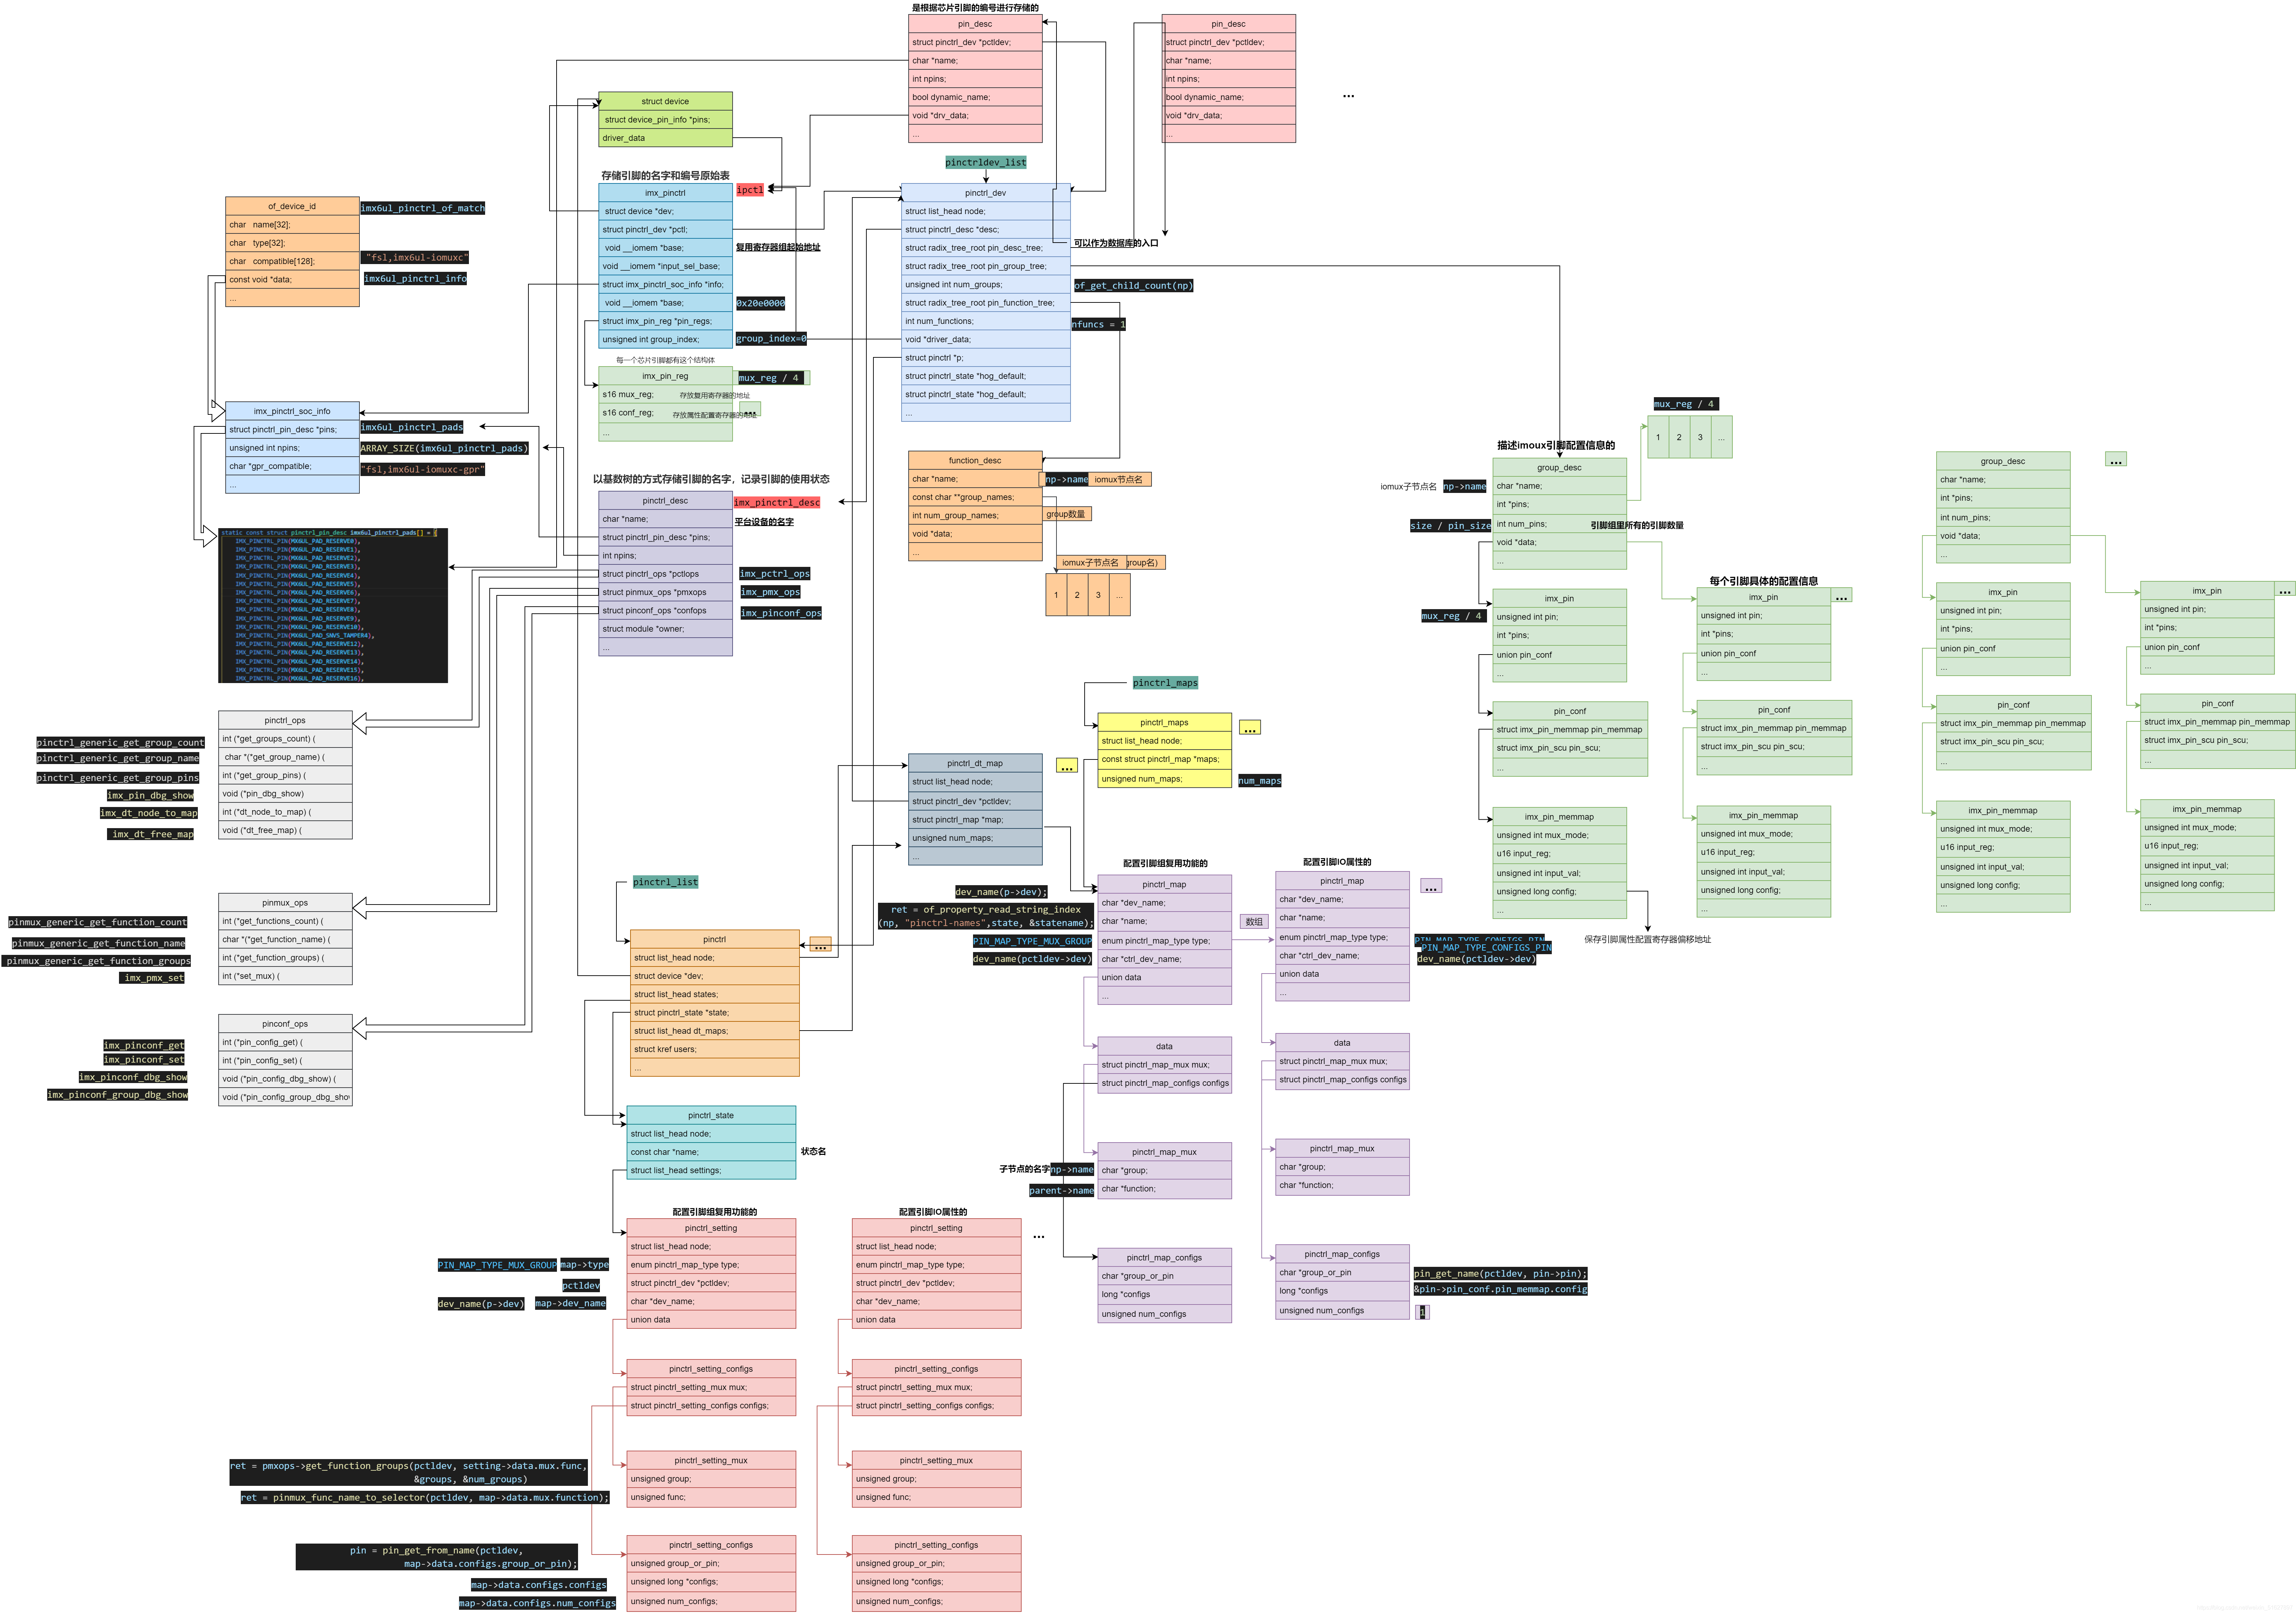 是根据芯片引脚的编号进行存储的
pin_desc
struct pinctrl_dev *pctldev;
char *name;
int npins;
bool dynamic_name;
void *drv_data;
...
pin_desc
struct pinctrl_dev *pctldev;
char *name;
int npins;
bool dynamic_name;
void *drv_data;
...
...
struct device
struct device_pin_info *pins;
driver_data
存储引脚的名字和编号原始表
imx_pinctrl
ipctl
struct device *dev;
struct pinctrl_dev *pctl;
void __iomem *base;
复用寄存器组起始地址
void __iomem *input_sel_base;
struct imx_pinctrl_soc_info *info;
void __iomem *base;
0x20e0000
struct imx_pin_reg *pin_regs;
unsigned int group_index;
group_index=0
每一个芯片引脚都有这个结构体
imx_pin_reg
mux_reg / 4
s16 mux_reg;
存放复用寄存器的地址
s16 conf_reg;
存放属性配置寄存器的地址
...
...
pinctrldev_list
pinctrl_dev
struct list_head node;
struct pinctrl_desc *desc;
可以作为数据库的入口
struct radix_tree_root pin_desc_tree;
struct radix_tree_root pin_group_tree;
unsigned int num_groups;
of_get_child_count(np)
struct radix_tree_root pin_function_tree;
int num_functions;
nfuncs = 1
void *driver_data;
struct pinctrl *p;
struct pinctrl_state *hog_default;
struct pinctrl_state *hog_default;
...
of_device_id
imx6ul_pinctrl_of_match
char name[32];
char type[32];
char compatible[128];
"fsl,imx6ul-iomuxc"
const void *data;
imx6ul_pinctrl_info
...
imx_pinctrl_soc_info
struct pinctrl_pin_desc *pins;
imx6ul_pinctrl_pads
unsigned int npins;
ARRAY_SIZE(imx6ul_pinctrl_pads)
char *gpr_compatible;
"fsl,imx6ul-iomuxc-gpr"
...
static const struct pinctrl_pin_desc imx6ul_pinctrl_pads[] = {
IMX_PINCTRL_PIN(MX6UL_PAD_RESERVE0),
IMX_PINCTRL_PIN(MX6UL_PAD_RESERVE1),
IMX_PINCTRL_PIN(MX6UL_PAD_RESERVE2),
IMX_PINCTRL_PIN(MX6UL_PAD_RESERVE3),
IMX_PINCTRL_PIN(MX6UL_PAD_RESERVE4),
IMX_PINCTRL_PIN(MX6UL_PAD_RESERVE5),
IMX_PINCTRL_PIN(MX6UL_PAD_RESERVE6),
IMX_PINCTRL_PIN(MX6UL_PAD_RESERVE7),
IMX_PINCTRL_PIN(MX6UL_PAD_RESERVE8),
IMX_PINCTRL_PIN(MX6UL_PAD_RESERVE9),
IMX_PINCTRL_PIN(MX6UL_PAD_RESERVE10),
IMX_PINCTRL_PIN(MX6UL_PAD_SNVS_TAMPER4),
IMX_PINCTRL_PIN(MX6UL_PAD_RESERVE12),
IMX_PINCTRL_PIN(MX6UL_PAD_RESERVE13),
IMX_PINCTRL_PIN(MX6UL_PAD_RESERVE14),
IMX_PINCTRL_PIN(MX6UL_PAD_RESERVE15),
IMX_PINCTRL_PIN(MX6UL_PAD_RESERVE16),
以基数树的方式存储引脚的名字，记录引脚的使用状态
pinctrl_desc
imx_pinctrl_desc
char *name;
平台设备的名字
struct pinctrl_pin_desc *pins;
int npins;
struct pinctrl_ops *pctlops
imx_pctrl_ops
struct pinmux_ops *pmxops
imx_pmx_ops
struct pinconf_ops *confops
imx_pinconf_ops
struct module *owner;
...
function_desc
char *name;
np->name
iomux节点名
const char **group_names;
int num_group_names;
group数量
void *data;
...
iomux子节点名
group名)
1
2
3
...
mux_reg / 4
1
2
3
...
描述imoux引脚配置信息的
group_desc
iomux子节点名
np->name
char *name;
int *pins;
size / pin_size
int num_pins;
引脚组里所有的引脚数量
void *data;
...
group_desc
...
char *name;
int *pins;
int num_pins;
void *data;
...
每个引脚具体的配置信息
imx_pin
mux_reg / 4
unsigned int pin;
int *pins;
union pin_conf
...
imx_pin
...
unsigned int pin;
int *pins;
union pin_conf
...
imx_pin
unsigned int pin;
int *pins;
union pin_conf
...
imx_pin
...
unsigned int pin;
int *pins;
union pin_conf
...
pin_conf
struct imx_pin_memmap pin_memmap
struct imx_pin_scu pin_scu;
...
pin_conf
struct imx_pin_memmap pin_memmap
struct imx_pin_scu pin_scu;
...
pin_conf
struct imx_pin_memmap pin_memmap
struct imx_pin_scu pin_scu;
...
pin_conf
struct imx_pin_memmap pin_memmap
struct imx_pin_scu pin_scu;
...
imx_pin_memmap
unsigned int mux_mode;
u16 input_reg;
unsigned int input_val;
unsigned long config;
...
保存引脚属性配置寄存器偏移地址
imx_pin_memmap
unsigned int mux_mode;
u16 input_reg;
unsigned int input_val;
unsigned long config;
...
imx_pin_memmap
unsigned int mux_mode;
u16 input_reg;
unsigned int input_val;
unsigned long config;
...
imx_pin_memmap
unsigned int mux_mode;
u16 input_reg;
unsigned int input_val;
unsigned long config;
...
pinctrl_ops
pinctrl_generic_get_group_count
int (*get_groups_count) (
pinctrl_generic_get_group_name
char *(*get_group_name) (
pinctrl_generic_get_group_pins
int (*get_group_pins) (
imx_pin_dbg_show
void (*pin_dbg_show)
imx_dt_node_to_map
int (*dt_node_to_map) (
imx_dt_free_map
void (*dt_free_map) (
pinmux_ops
pinmux_generic_get_function_count
int (*get_functions_count) (
pinmux_generic_get_function_name
char *(*get_function_name) (
pinmux_generic_get_function_groups
int (*get_function_groups) (
imx_pmx_set
int (*set_mux) (
pinconf_ops
imx_pinconf_get
int (*pin_config_get) (
imx_pinconf_set
int (*pin_config_set) (
imx_pinconf_dbg_show
void (*pin_config_dbg_show) (
imx_pinconf_group_dbg_show
void (*pin_config_group_dbg_show
pinctrl_maps
pinctrl_maps
...
struct list_head node;
const struct pinctrl_map *maps;
unsigned num_maps;
num_maps
pinctrl_dt_map
...
struct list_head node;
struct pinctrl_dev *pctldev;
struct pinctrl_map *map;
unsigned num_maps;
...
pinctrl_list
pinctrl
...
struct list_head node;
struct device *dev;
struct list_head states;
struct pinctrl_state *state;
struct list_head dt_maps;
struct kref users;
...
配置引脚组复用功能的
pinctrl_map
dev_name(p->dev);
char *dev_name;
ret = of_property_read_string_index
(np, "pinctrl-names",state, &statename);
char *name;
数组
PIN_MAP_TYPE_MUX_GROUP
enum pinctrl_map_type type;
dev_name(pctldev->dev)
char *ctrl_dev_name;
union data
...
配置引脚IO属性的
pinctrl_map
...
char *dev_name;
char *name;
enum pinctrl_map_type type;
PIN_MAP_TYPE_CONFIGS_PIN
PIN_MAP_TYPE_CONFIGS_PIN
char *ctrl_dev_name;
dev_name(pctldev->dev)
union data
...
data
struct pinctrl_map_mux mux;
struct pinctrl_map_configs configs
data
struct pinctrl_map_mux mux;
struct pinctrl_map_configs configs
pinctrl_map_mux
子节点的名字
np->name
char *group;
parent->name
char *function;
pinctrl_map_mux
char *group;
char *function;
pinctrl_map_configs
char *group_or_pin
long *configs
unsigned num_configs
pinctrl_map_configs
char *group_or_pin
pin_get_name(pctldev, pin->pin);
long *configs
&pin->pin_conf.pin_memmap.config
unsigned num_configs
1
pinctrl_state
struct list_head node;
const char *name;
状态名
struct list_head settings;
配置引脚组复用功能的
pinctrl_setting
struct list_head node;
PIN_MAP_TYPE_MUX_GROUP
map->type
enum pinctrl_map_type type;
pctldev
struct pinctrl_dev *pctldev;
dev_name(p->dev)
map->dev_name
char *dev_name;
union data
配置引脚IO属性的
pinctrl_setting
...
struct list_head node;
enum pinctrl_map_type type;
struct pinctrl_dev *pctldev;
char *dev_name;
union data
pinctrl_setting_configs
struct pinctrl_setting_mux mux;
struct pinctrl_setting_configs configs;
pinctrl_setting_configs
struct pinctrl_setting_mux mux;
struct pinctrl_setting_configs configs;
pinctrl_setting_mux
ret = pmxops->get_function_groups(pctldev, setting->data.mux.func,
&groups, &num_groups)
unsigned group;
ret = pinmux_func_name_to_selector(pctldev, map->data.mux.function);
unsigned func;
pinctrl_setting_mux
unsigned group;
unsigned func;
pinctrl_setting_configs
pin = pin_get_from_name(pctldev,
map->data.configs.group_or_pin);
unsigned group_or_pin;
map->data.configs.configs
unsigned long *configs;
map->data.configs.num_configs
unsigned num_configs;
pinctrl_setting_configs
unsigned group_or_pin;
unsigned long *configs;
unsigned num_configs;